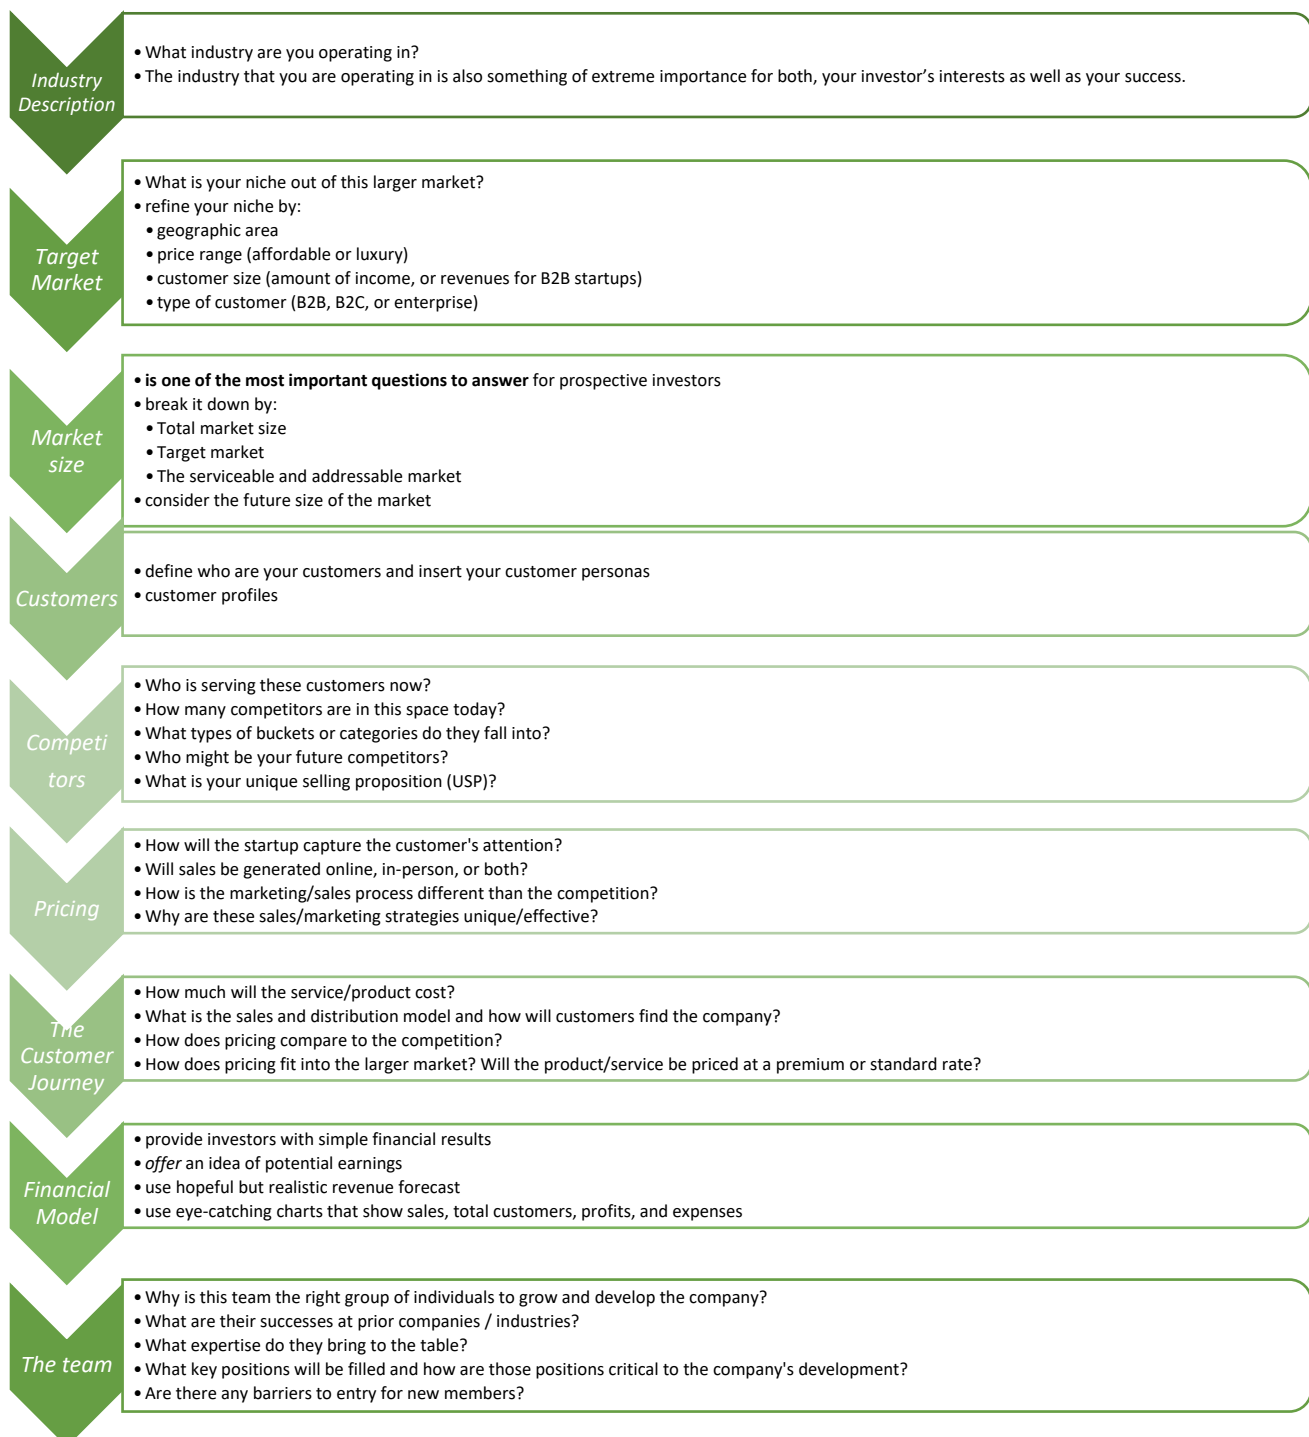 Industry
Description
• What industry are you operating in?
• The industry that you are operating in is also something of extreme importance for both, your investor’s interests as well as your success.
Target
Market
• What is your niche out of this larger market?
• refine your niche by:
• geographic area
• price range (affordable or luxury)
• customer size (amount of income, or revenues for B2B startups)
• type of customer (B2B, B2C, or enterprise)
Market
size
• is one of the most important questions to answer for prospective investors
• break it down by:
• Total market size
• Target market
• The serviceable and addressable market
• consider the future size of the market
Customers
• define who are your customers and insert your customer personas
• customer profiles
Competi
tors
• Who is serving these customers now?
• How many competitors are in this space today?
• What types of buckets or categories do they fall into?
• Who might be your future competitors?
• What is your unique selling proposition (USP)?
Pricing
• How will the startup capture the customer's attention?
• Will sales be generated online, in-person, or both?
• How is the marketing/sales process different than the competition?
• Why are these sales/marketing strategies unique/effective?
The
Customer
Journey
• How much will the service/product cost?
• What is the sales and distribution model and how will customers find the company?
• How does pricing compare to the competition?
• How does pricing fit into the larger market? Will the product/service be priced at a premium or standard rate?
Financial
Model
• provide investors with simple financial results
• offer an idea of potential earnings
• use hopeful but realistic revenue forecast
• use eye-catching charts that show sales, total customers, profits, and expenses
The team
• Why is this team the right group of individuals to grow and develop the company?
• What are their successes at prior companies / industries?
• What expertise do they bring to the table?
• What key positions will be filled and how are those positions critical to the company's development?
• Are there any barriers to entry for new members?